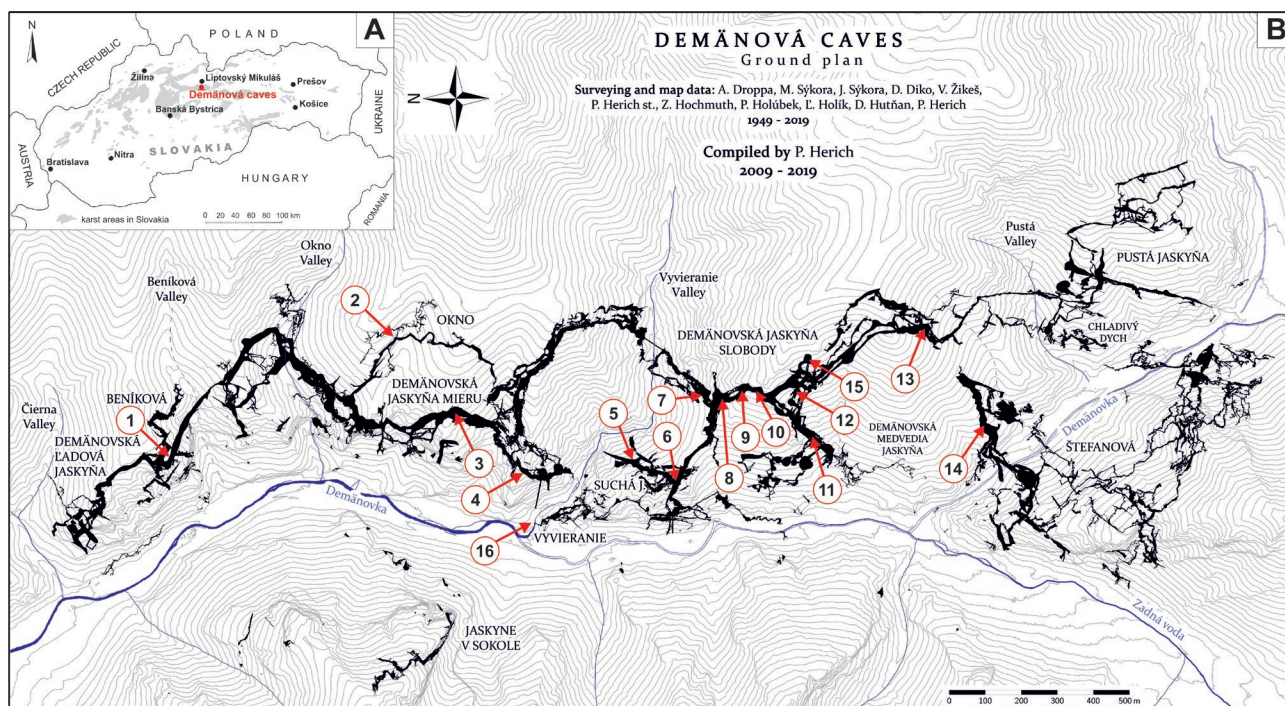 A
N
POLAND
CZECH REPUBLIC
Žilina
Liptovský Mikuláš
Demänová caves
Prešov
Košice
Banská Bystrica
UKRAINE
SLOVAKIA
AUSTRIA
Nitra
Bratislava
HUNGARY
ROMANIA
karst areas in Slovakia
0 20 40 60 80 100 km
B
N
DEMÄNOVÁ CAVES
Ground plan
Surveying and map data: A. Droppa, M. Sýkora, J. Sýkora, D. Diko, V. Žikeš,
P. Herich st., Z. Hochmuth, P. Holúbek, Ľ. Holík, D. Hutňan, P. Herich
1949 - 2019
Compiled by P. Herich
2009 - 2019
Okno
Valley
Beníková
Valley
Vyvieranie
Valley
Pustá
Valley
PUSTÁ JASKYŇA
2
OKNO
DEMÄNOVSKÁ JASKYŇA
SLOBODY
CHLADIVÝ
DYCH
13
15
12
DEMÄNOVSKÁ
JASKYŇA MIERU
BENÍKOVÁ
Čierna
Valley
1
DEMÄNOVSKÁ
ĽADOVÁ
JASKYŇA
7
5
6
9
10
8
11
3
4
DEMÄNOVSKÁ
MEDVEDIA
JASKYŇA
14
Demänovka
ŠTEFANOVÁ
SUCHÁ J.
Demänovka
16
VYVIERANIE
Zadná voda
JASKYNE
V SOKOLE
0 100 200 300 400 500 m